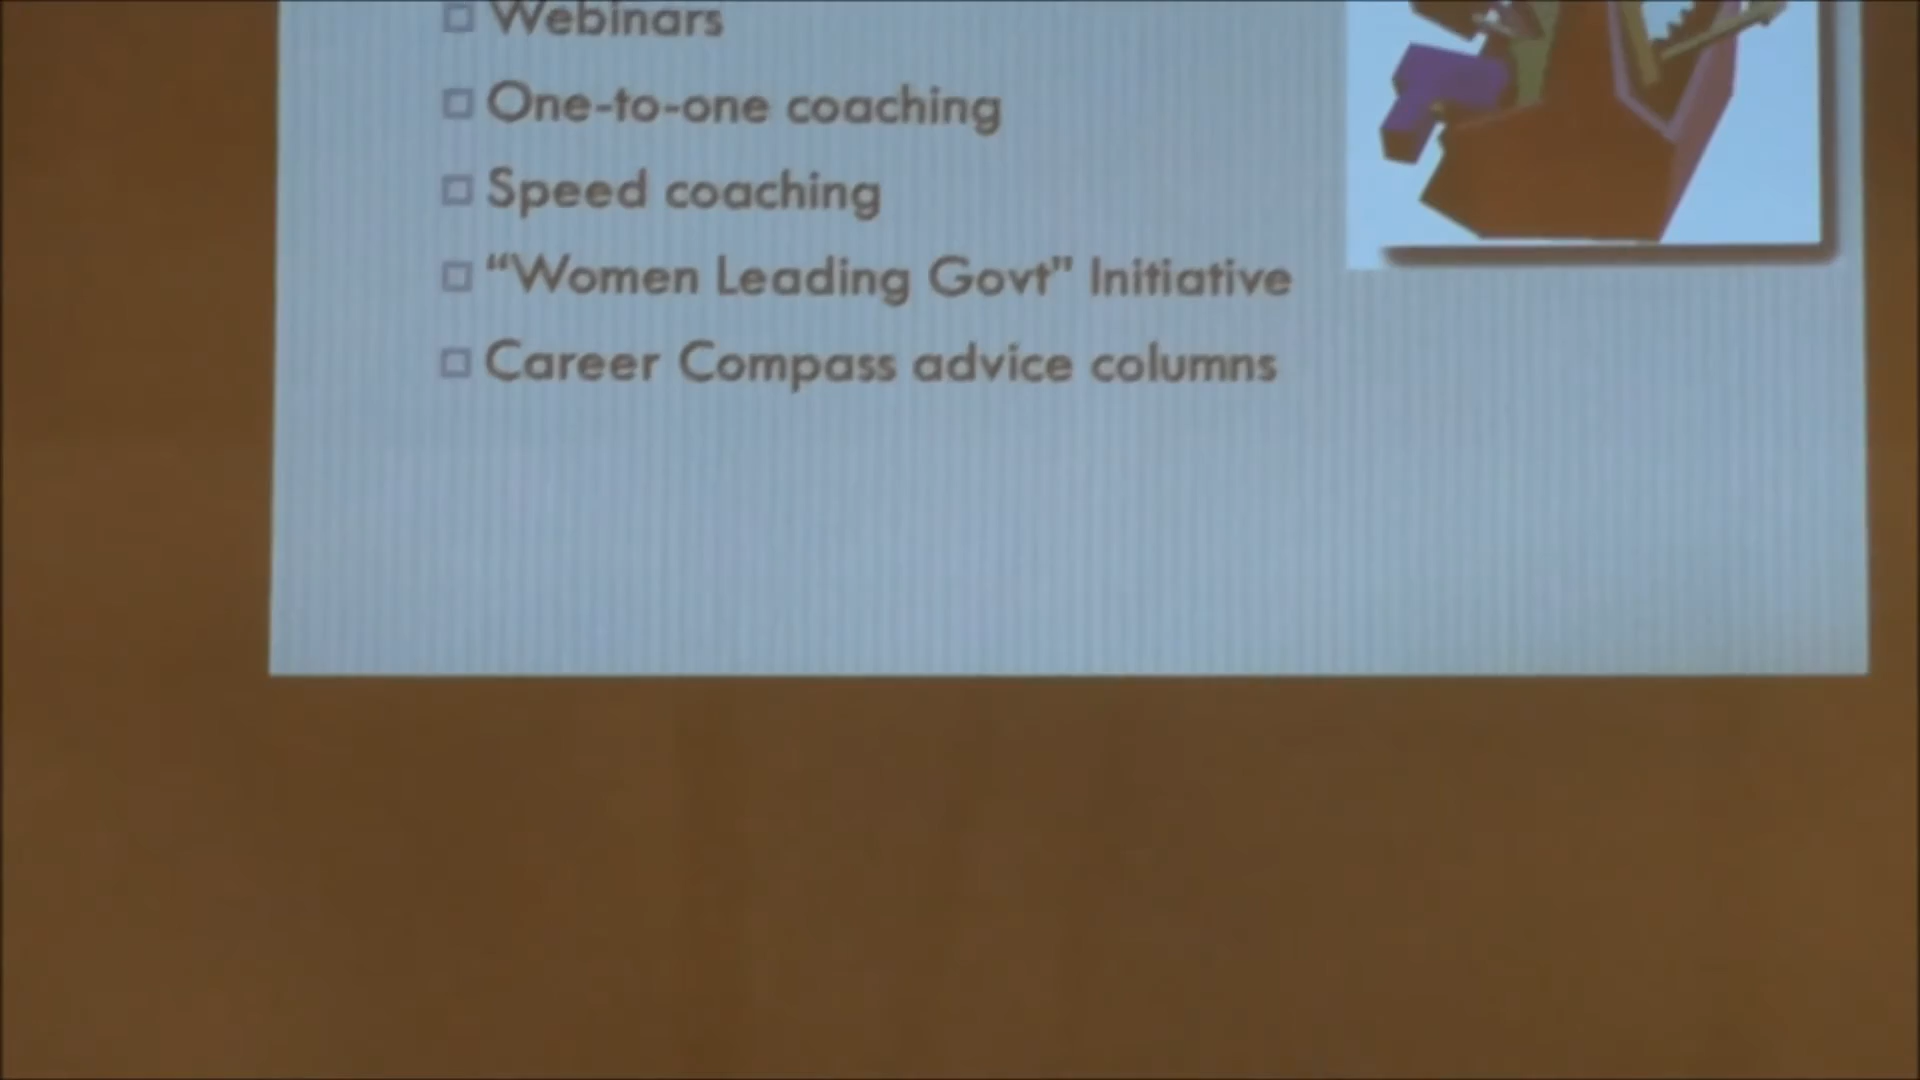 Webinars
One-to-one coaching
Speed coaching
“Women Leading Govt” Initiative
Career Compass advice columns